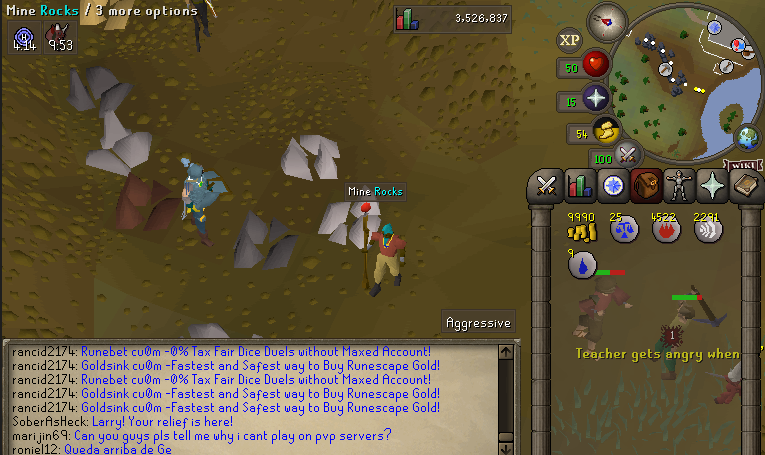 Mine Rocks / 3 more options
4:14 9:53
3,526,837
XP
50
15
54
100
WIKI
Mine Rocks
9990 25 4522 2291
9
1
Teacher gets angry when
Aggressive
rancid2174: Runebet cu0m -0% Tax Fair Dice Duels without Maxed Account!
rancid2174: Goldsink cu0m -Fastest and Safest way to Buy Runescape Gold!
rancid2174: Runebet cu0m -0% Tax Fair Dice Duels without Maxed Account!
rancid2174: Goldsink cu0m -Fastest and Safest way to Buy Runescape Gold!
rancid2174: Goldsink cu0m -Fastest and Safest way to Buy Runescape Gold!
SoberAsHeck: Larry! Your relief is here!
marijin69: Can you guys pls tell me why i cant play on pvp servers?
roniel12: Queda arriba de Ge